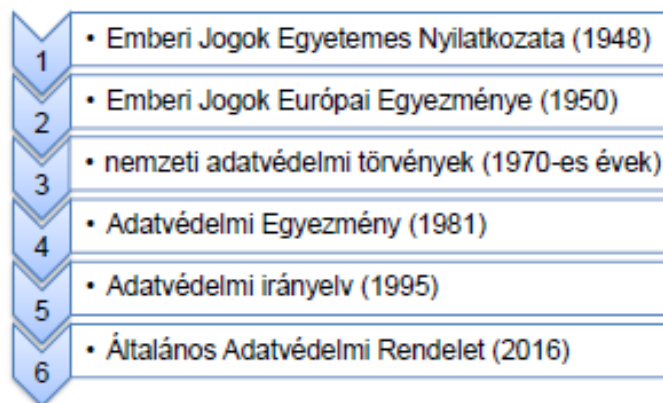 1 • Emberi Jogok Egyetemes Nyilatkozata (1948)
2 • Emberi Jogok Európai Egyezménye (1950)
3 • nemzeti adatvédelmi törvények (1970-es évek)
4 • Adatvédelmi Egyezmény (1981)
5 • Adatvédelmi irányelv (1995)
6 • Általános Adatvédelmi Rendelet (2016)